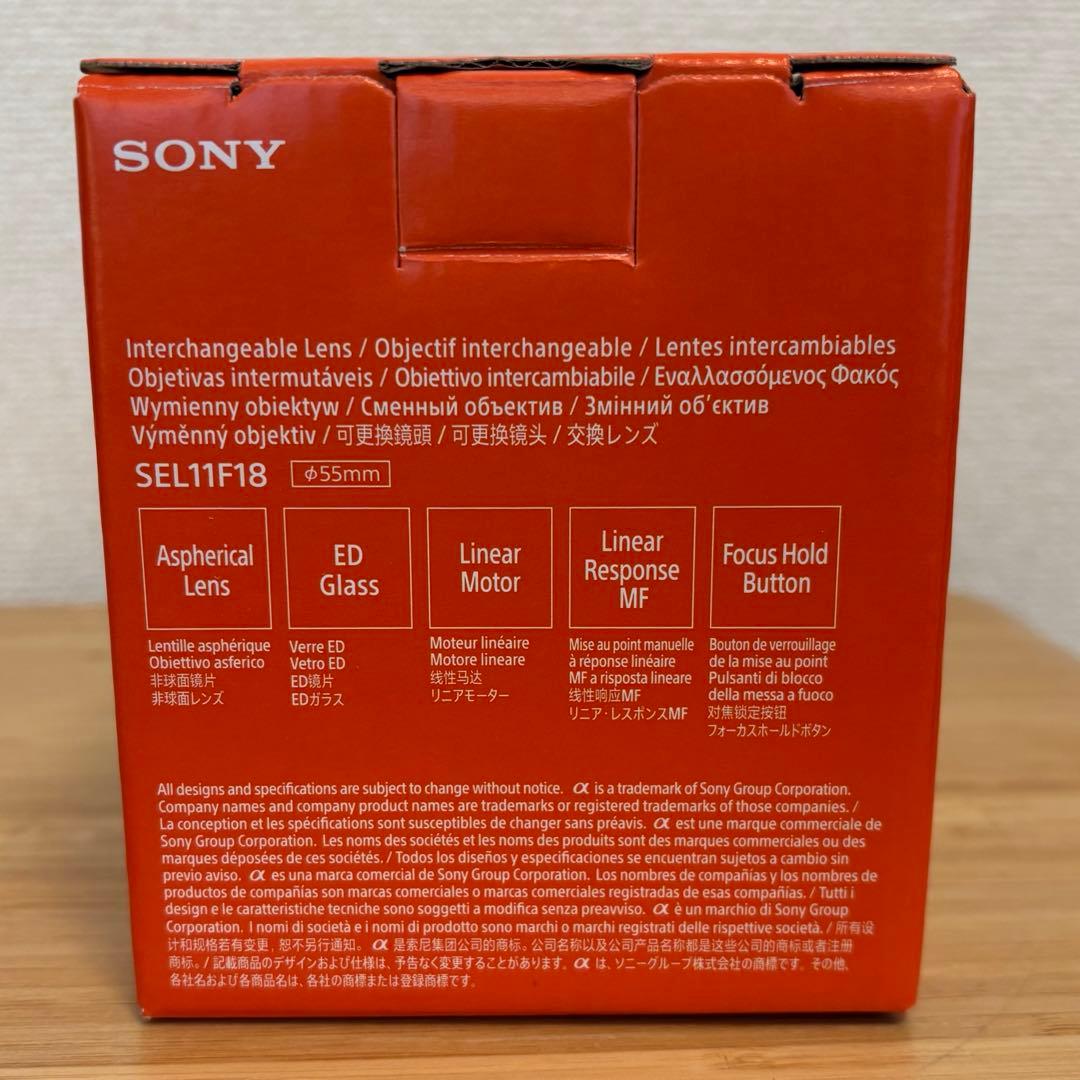 SONY
Interchangeable Lens / Objectif interchangeable / Lentes intercambiables
Objetivas intermutáveis / Obiettivo intercambiabile / Εναλλασσόμενος Φακός
Wymienny obiektyw / Сменный объектив / Змінний об'єктив
Výměnný objektiv / 可更換鏡頭 / 可更换镜头 / 交換レンズ
SEL11F18 ϕ55mm
Aspherical
Lens
Lentille asphérique
Obiettivo asferico
非球面镜片
非球面レンズ
ED
Glass
Verre ED
Vetro ED
ED镜片
EDガラス
Linear
Motor
Moteur linéaire
Motore lineare
线性马达
リニアモーター
Linear
Response
MF
Mise au point manuelle
à réponse linéaire
MF a risposta lineare
线性响应MF
リニア・レスポンスMF
Focus Hold
Button
Bouton de verrouillage
de la mise au point
Pulsanti di blocco
della messa a fuoco
对焦锁定按钮
フォーカスホールドボタン
All designs and specifications are subject to change without notice. α is a trademark of Sony Group Corporation.
Company names and company product names are trademarks or registered trademarks of those companies. /
La conception et les spécifications sont susceptibles de changer sans préavis. α est une marque commerciale de
Sony Group Corporation. Les noms des sociétés et les noms des produits sont des marques commerciales ou des
marques déposées de ces sociétés. / Todos los diseños y especificaciones se encuentran sujetos a cambio sin
previo aviso. α es una marca comercial de Sony Group Corporation. Los nombres de compañías y los nombres de
productos de compañías son marcas comerciales o marcas comerciales registradas de esas compañías. / Tutti i
design e le caratteristiche tecniche sono soggetti a modifica senza preavviso. α è un marchio di Sony Group
Corporation. I nomi di società e i nomi di prodotto sono marchi o marchi registrati delle rispettive società. / 所有设
计和规格若有变更，恕不另行通知。 α 是索尼集团公司的商标。公司名称以及公司产品名称都是这些公司的商标或者注册
商标。/ 記載商品のデザインおよび仕様は、予告なく変更することがあります。 α は、ソニーグループ株式会社の商標です。その他、
各社名および各商品名は、各社の商標または登録商標です。